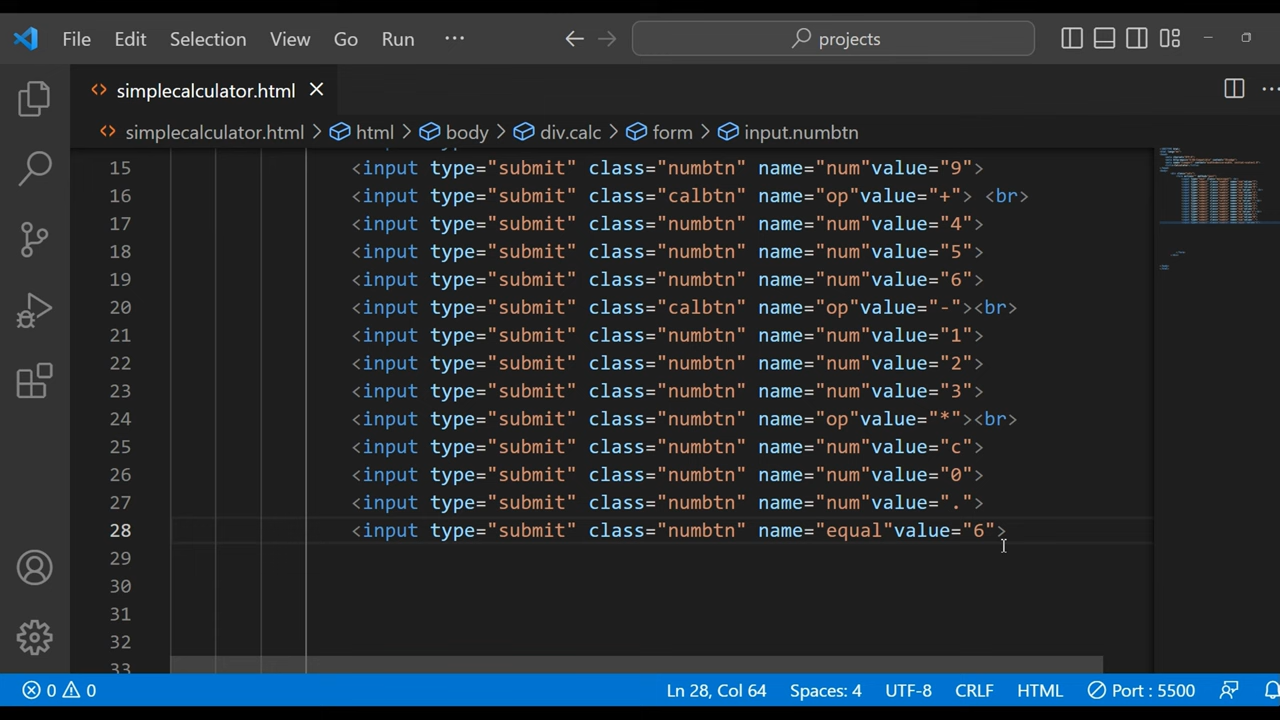 File Edit Selection View Go Run ... projects
simplecalculator.html
simplecalculator.html > html > body > div.calc > form > input.numbtn
15 <input type="submit" class="numbtn" name="num"value="9">
16 <input type="submit" class="calbtn" name="op"value="+"><br>
17 <input type="submit" class="numbtn" name="num"value="4">
18 <input type="submit" class="numbtn" name="num"value="5">
19 <input type="submit" class="numbtn" name="num"value="6">
20 <input type="submit" class="calbtn" name="op"value="-"><br>
21 <input type="submit" class="numbtn" name="num"value="1">
22 <input type="submit" class="numbtn" name="num"value="2">
23 <input type="submit" class="numbtn" name="num"value="3">
24 <input type="submit" class="numbtn" name="op"value="*"><br>
25 <input type="submit" class="numbtn" name="num"value="c">
26 <input type="submit" class="numbtn" name="num"value="0">
27 <input type="submit" class="numbtn" name="num"value=".">
28 <input type="submit" class="numbtn" name="equal"value="6">
29
30
31
32
33
0 0 Ln 28, Col 64 Spaces: 4 UTF-8 CRLF HTML Port : 5500